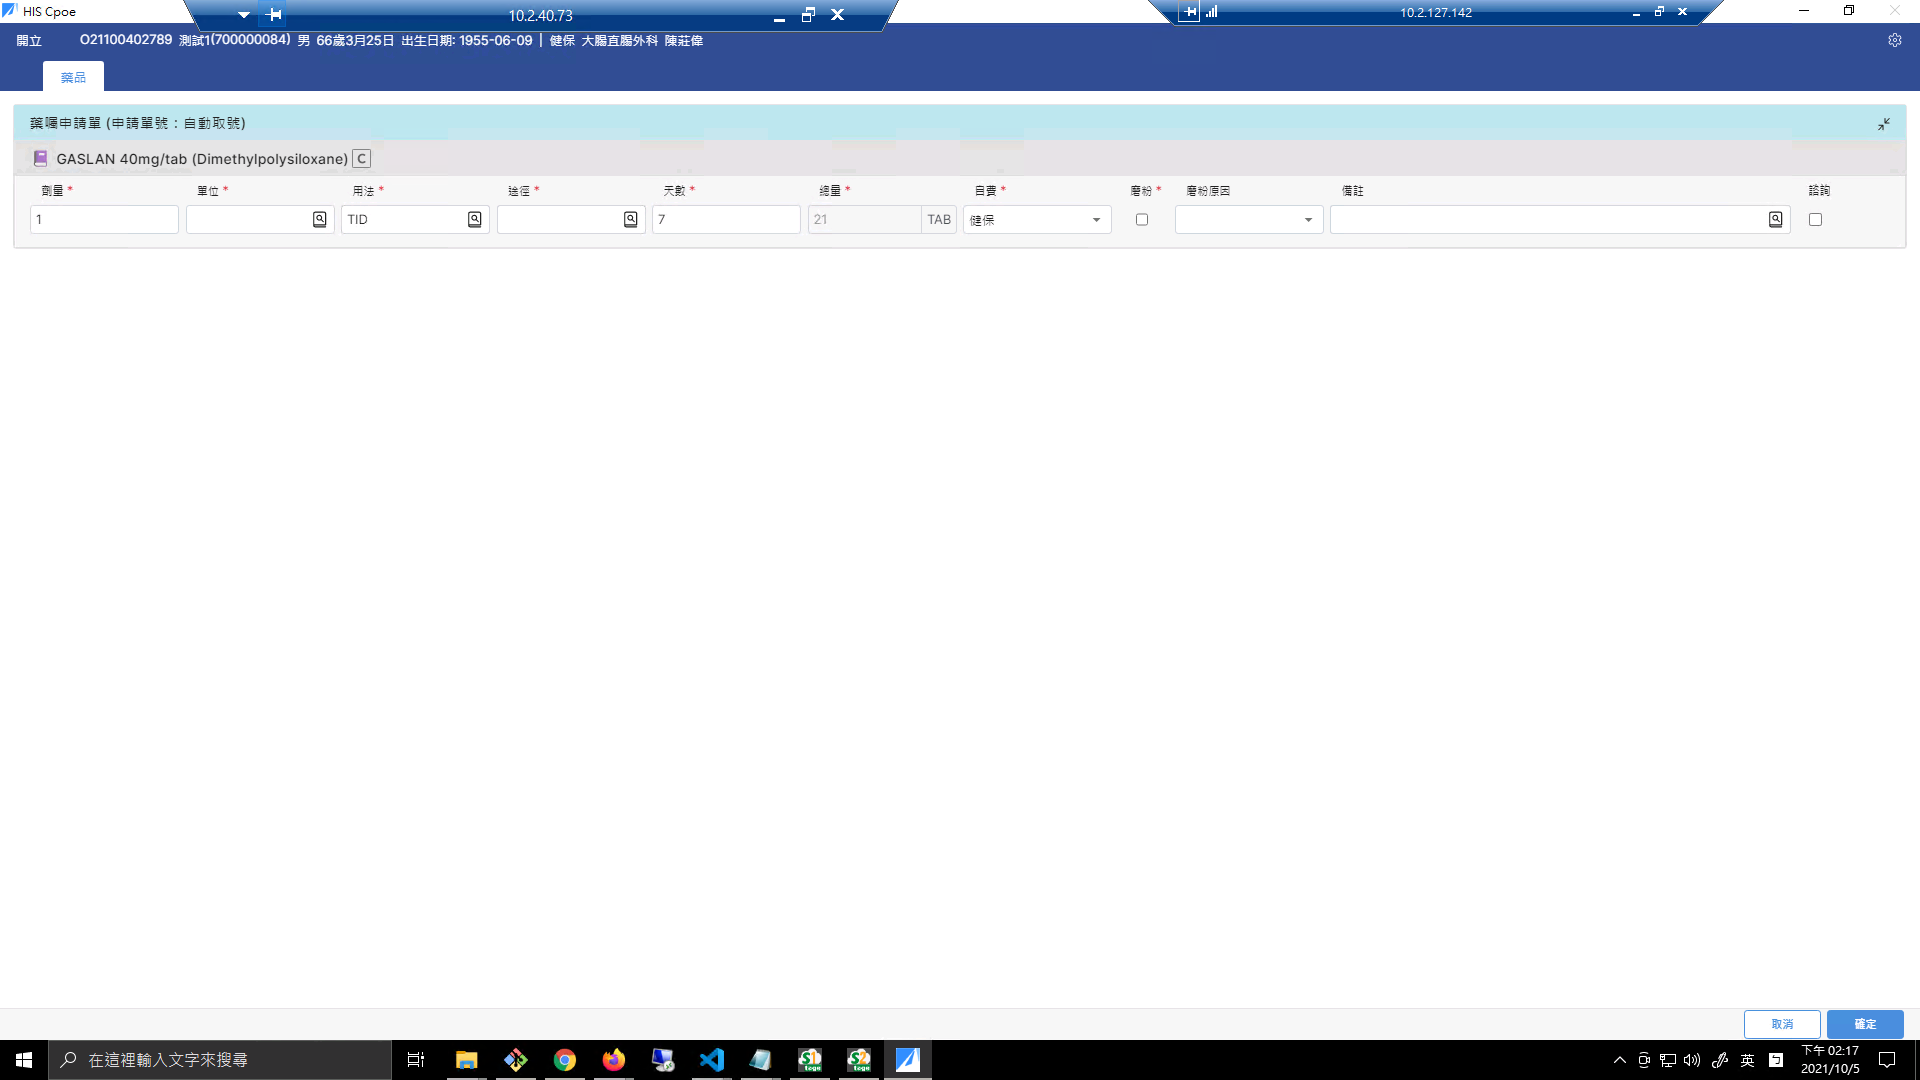 HIS Cpoe
10.2.40.73
10.2.127.142
開立 O21100402789 測試1(700000084) 男 66歲3月25日 出生日期: 1955-06-09 | 健保 大腸直腸外科 陳莊偉
藥品
藥囑申請單 (申請單號：自動取號)
GASLAN 40mg/tab (Dimethylpolysiloxane) C
劑量 * 單位 * 用法 * 途徑 * 天數 * 總量 * 自費 * 磨粉 * 磨粉原因 備註 諮詢
1 TID 7 21 TAB 健保
取消 確定
在這裡輸入文字來搜尋
S1 toge S2 toge
英
下午 02:17
2021/10/5